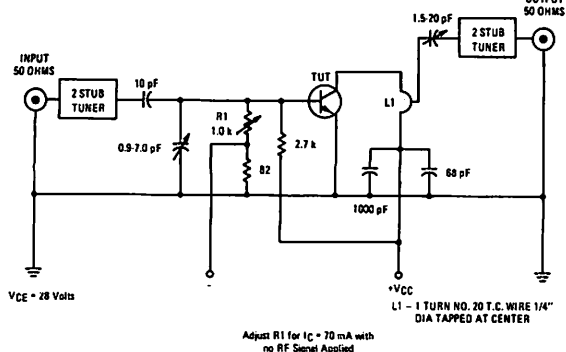 OUTPUT
50 OHMS
1.5-20 pF
2 STUB
TUNER
INPUT
50 OHMS
2 STUB
TUNER
10 pF
TUT
L1
R1
1.0 k
0.9-7.0 pF
2.7 k
82
68 pF
1000 pF
-
+VCC
VCE = 28 Volts
L1 - 1 TURN NO. 20 T.C. WIRE 1/4"
DIA TAPPED AT CENTER
Adjust R1 for IC = 70 mA with
no RF Signal Applied